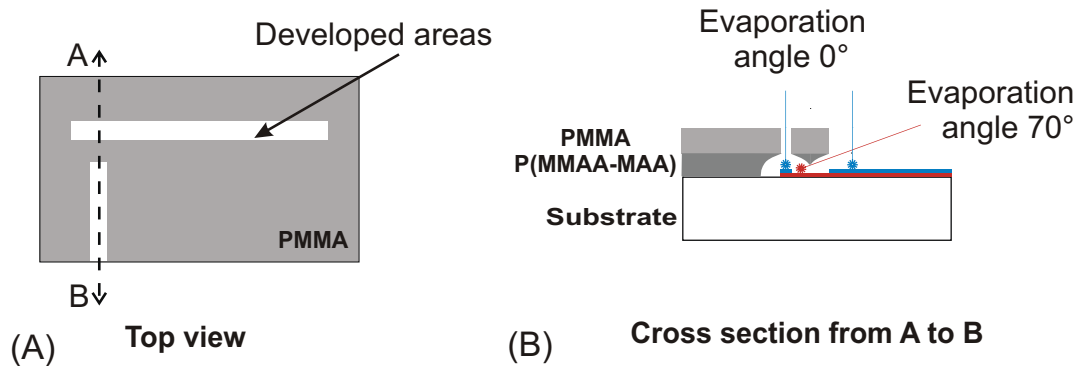 Developed areas
A
PMMA
B
(A)
Top view
Evaporation
angle 0°
Evaporation
angle 70°
PMMA
P(MMAA-MAA)
Substrate
(B)
Cross section from A to B